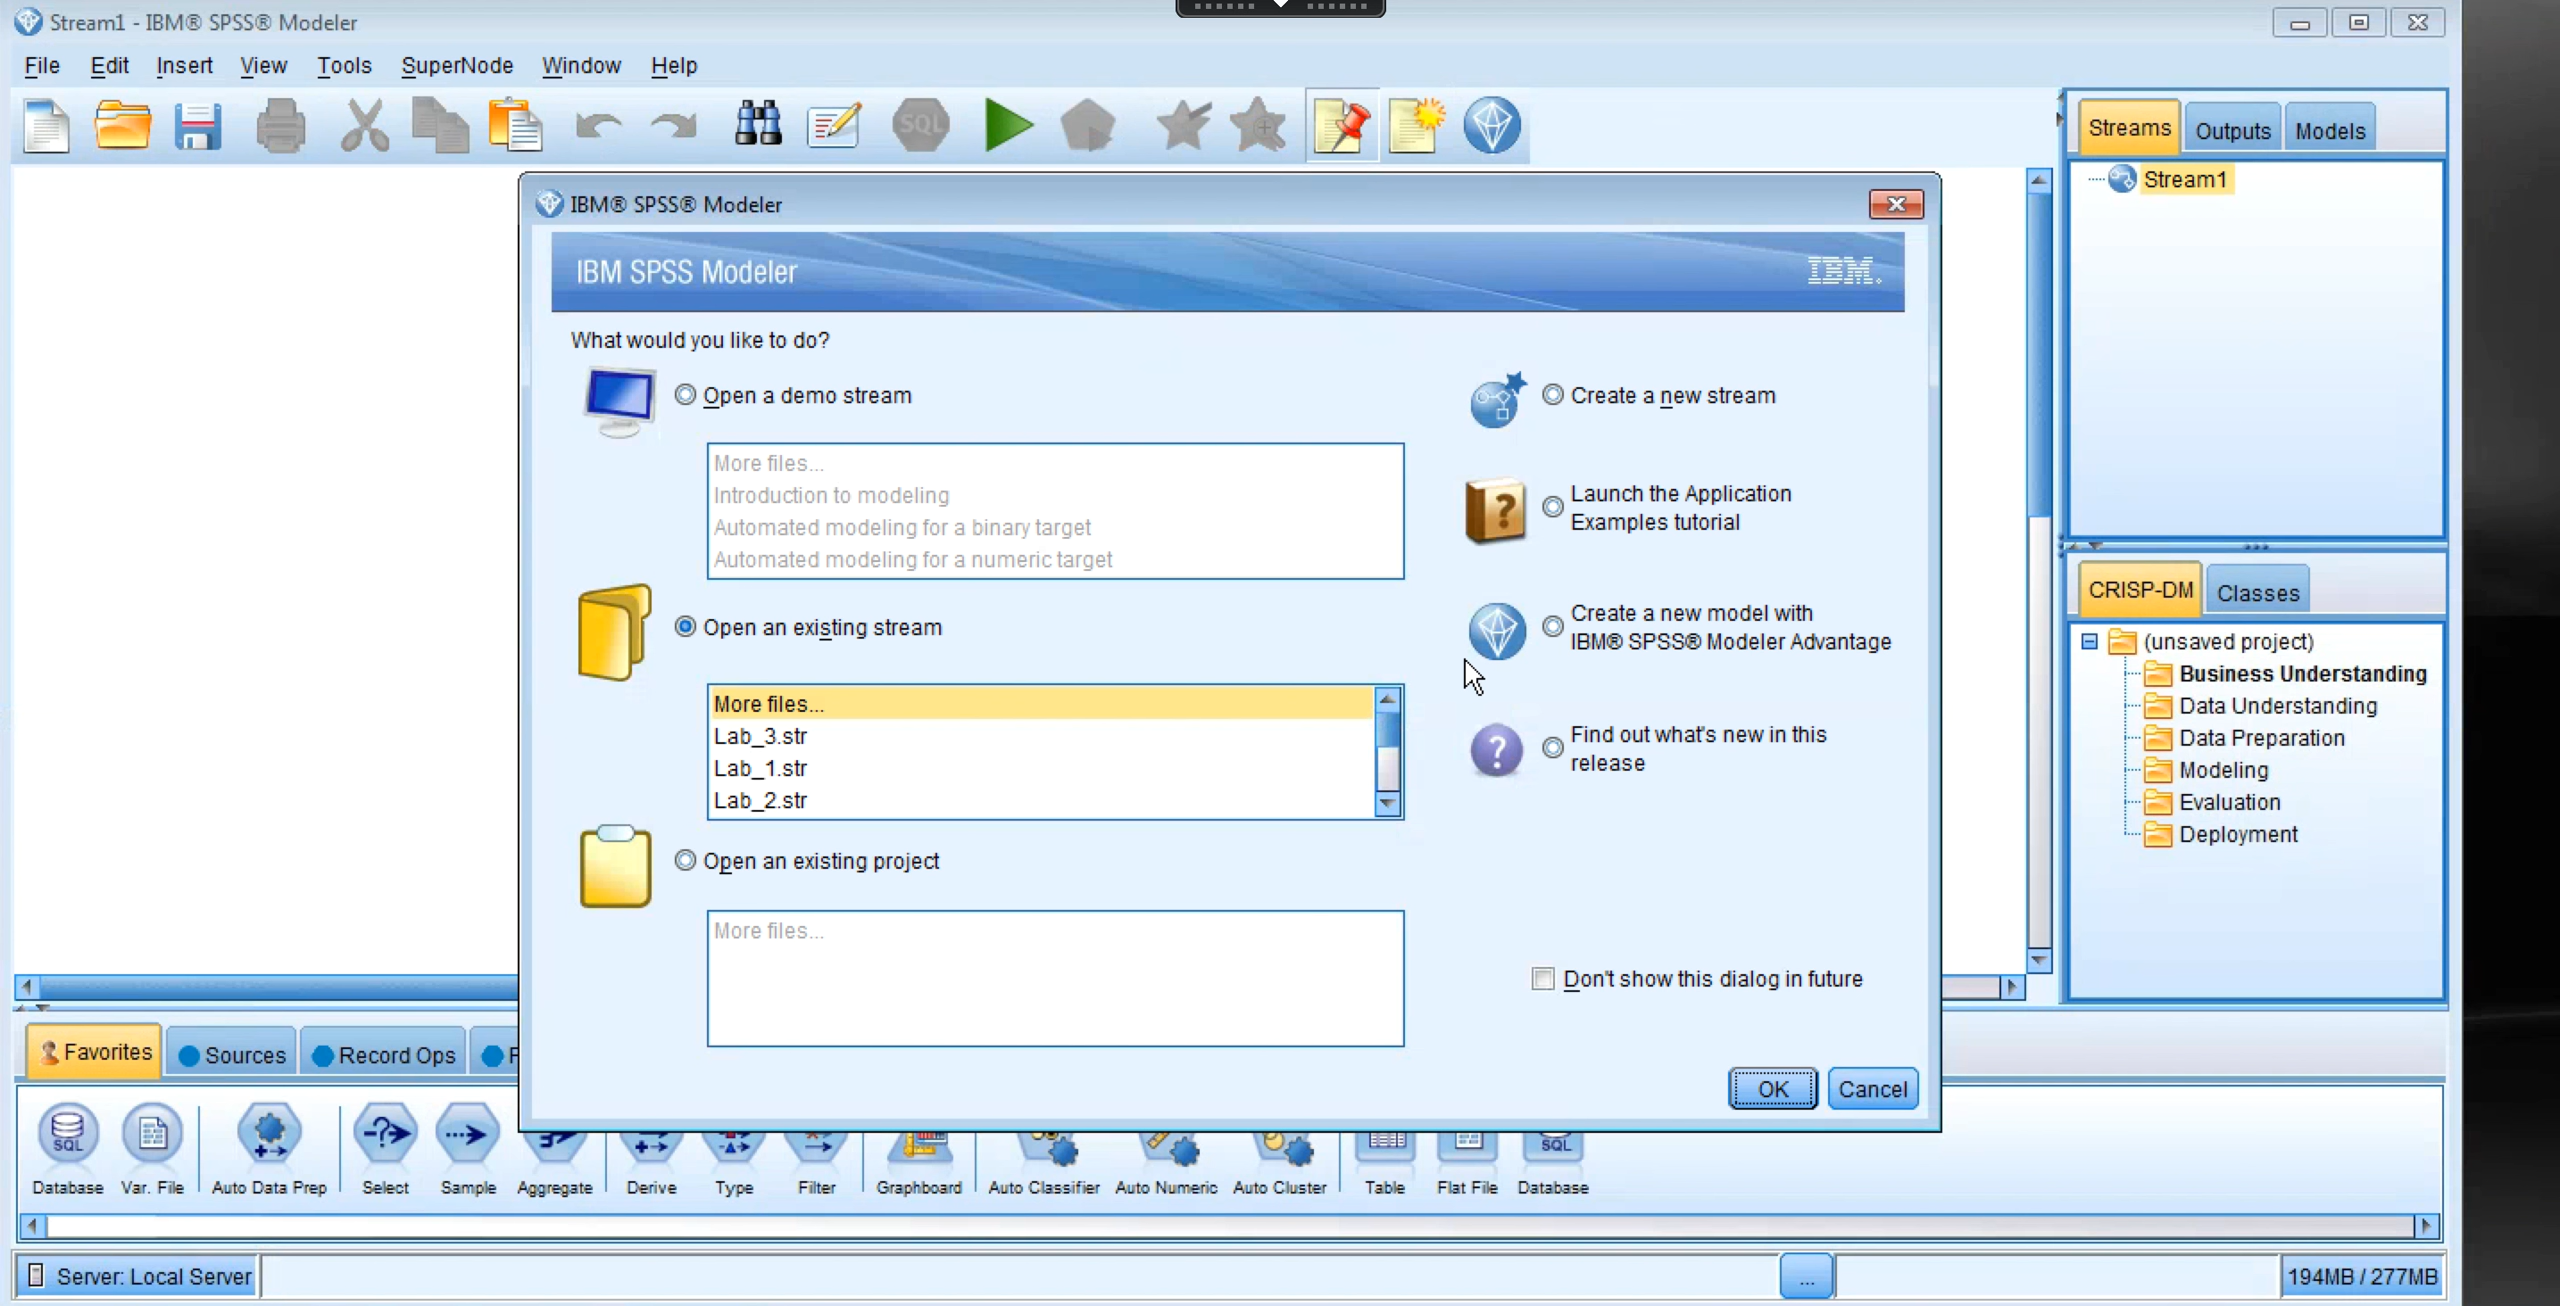 Stream1 - IBM® SPSS® Modeler
File Edit Insert View Tools SuperNode Window Help
SQL
Streams Outputs Models
Stream1
IBM® SPSS® Modeler
IBM SPSS Modeler
IBM.
What would you like to do?
Open a demo stream
More files...
Introduction to modeling
Automated modeling for a binary target
Automated modeling for a numeric target
Open an existing stream
More files...
Lab_3.str
Lab_1.str
Lab_2.str
Open an existing project
More files...
Create a new stream
Launch the Application
Examples tutorial
Create a new model with
IBM® SPSS® Modeler Advantage
Find out what's new in this
release
Don't show this dialog in future
OK Cancel
CRISP-DM Classes
(unsaved project)
Business Understanding
Data Understanding
Data Preparation
Modeling
Evaluation
Deployment
Favorites Sources Record Ops F
SQL
SQL
Database Var. File Auto Data Prep Select Sample Aggregate Derive Type Filter Graphboard Auto Classifier Auto Numeric Auto Cluster Table Flat File Database
Server: Local Server ... 194MB / 277MB